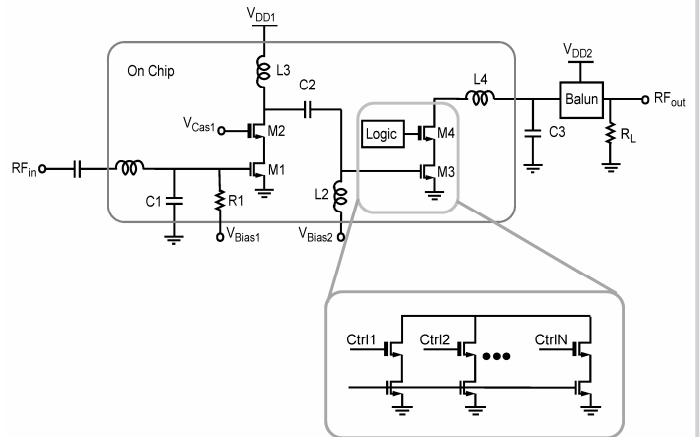 V_DD1
On Chip
L3
C2
L4
V_DD2
V_Cas1
M2
Logic
M4
Balun
RF_out
C3
R_L
RF_in
M1
M3
C1
R1
L2
V_Bias1
V_Bias2
Ctrl1
Ctrl2
CtrlN